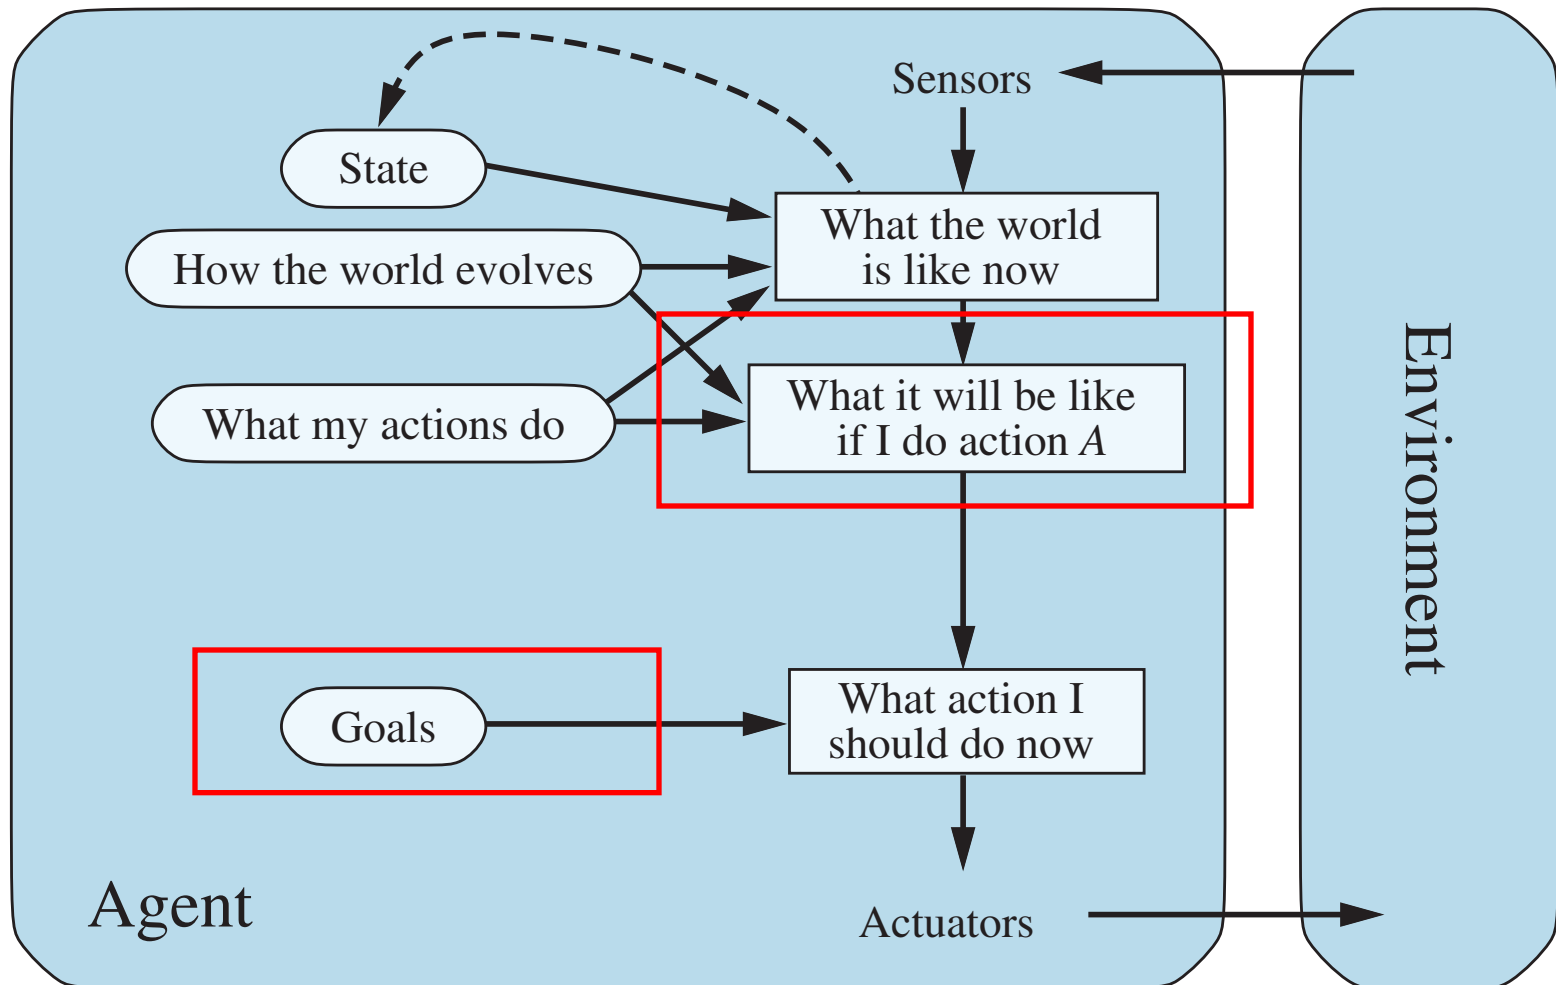 Sensors
State
What the world
is like now
How the world evolves
What it will be like
if I do action A
What my actions do
Environment
Goals
What action I
should do now
Agent
Actuators